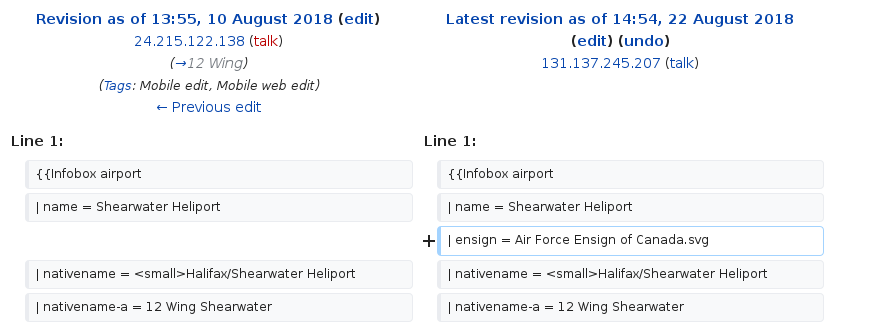 Revision as of 13:55, 10 August 2018 (edit)
24.215.122.138 (talk)
(→12 Wing)
(Tags: Mobile edit, Mobile web edit)
← Previous edit
Latest revision as of 14:54, 22 August 2018
(edit) (undo)
131.137.245.207 (talk)
Line 1:
Line 1:
{{Infobox airport
{{Infobox airport
| name = Shearwater Heliport
| name = Shearwater Heliport
+ | ensign = Air Force Ensign of Canada.svg
| nativename = <small>Halifax/Shearwater Heliport
| nativename = <small>Halifax/Shearwater Heliport
| nativename-a = 12 Wing Shearwater
| nativename-a = 12 Wing Shearwater